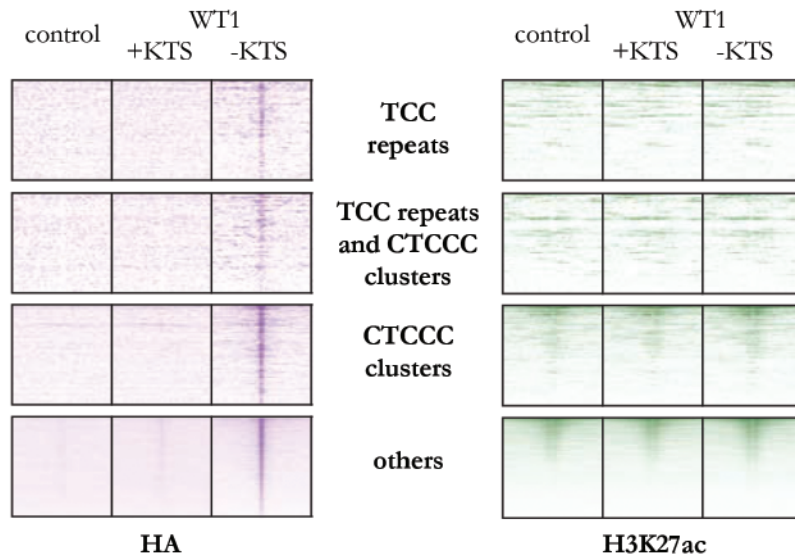 control
WT1
+KTS -KTS
control
WT1
+KTS -KTS
TCC
repeats
TCC repeats
and CTCCC
clusters
CTCCC
clusters
others
HA
H3K27ac